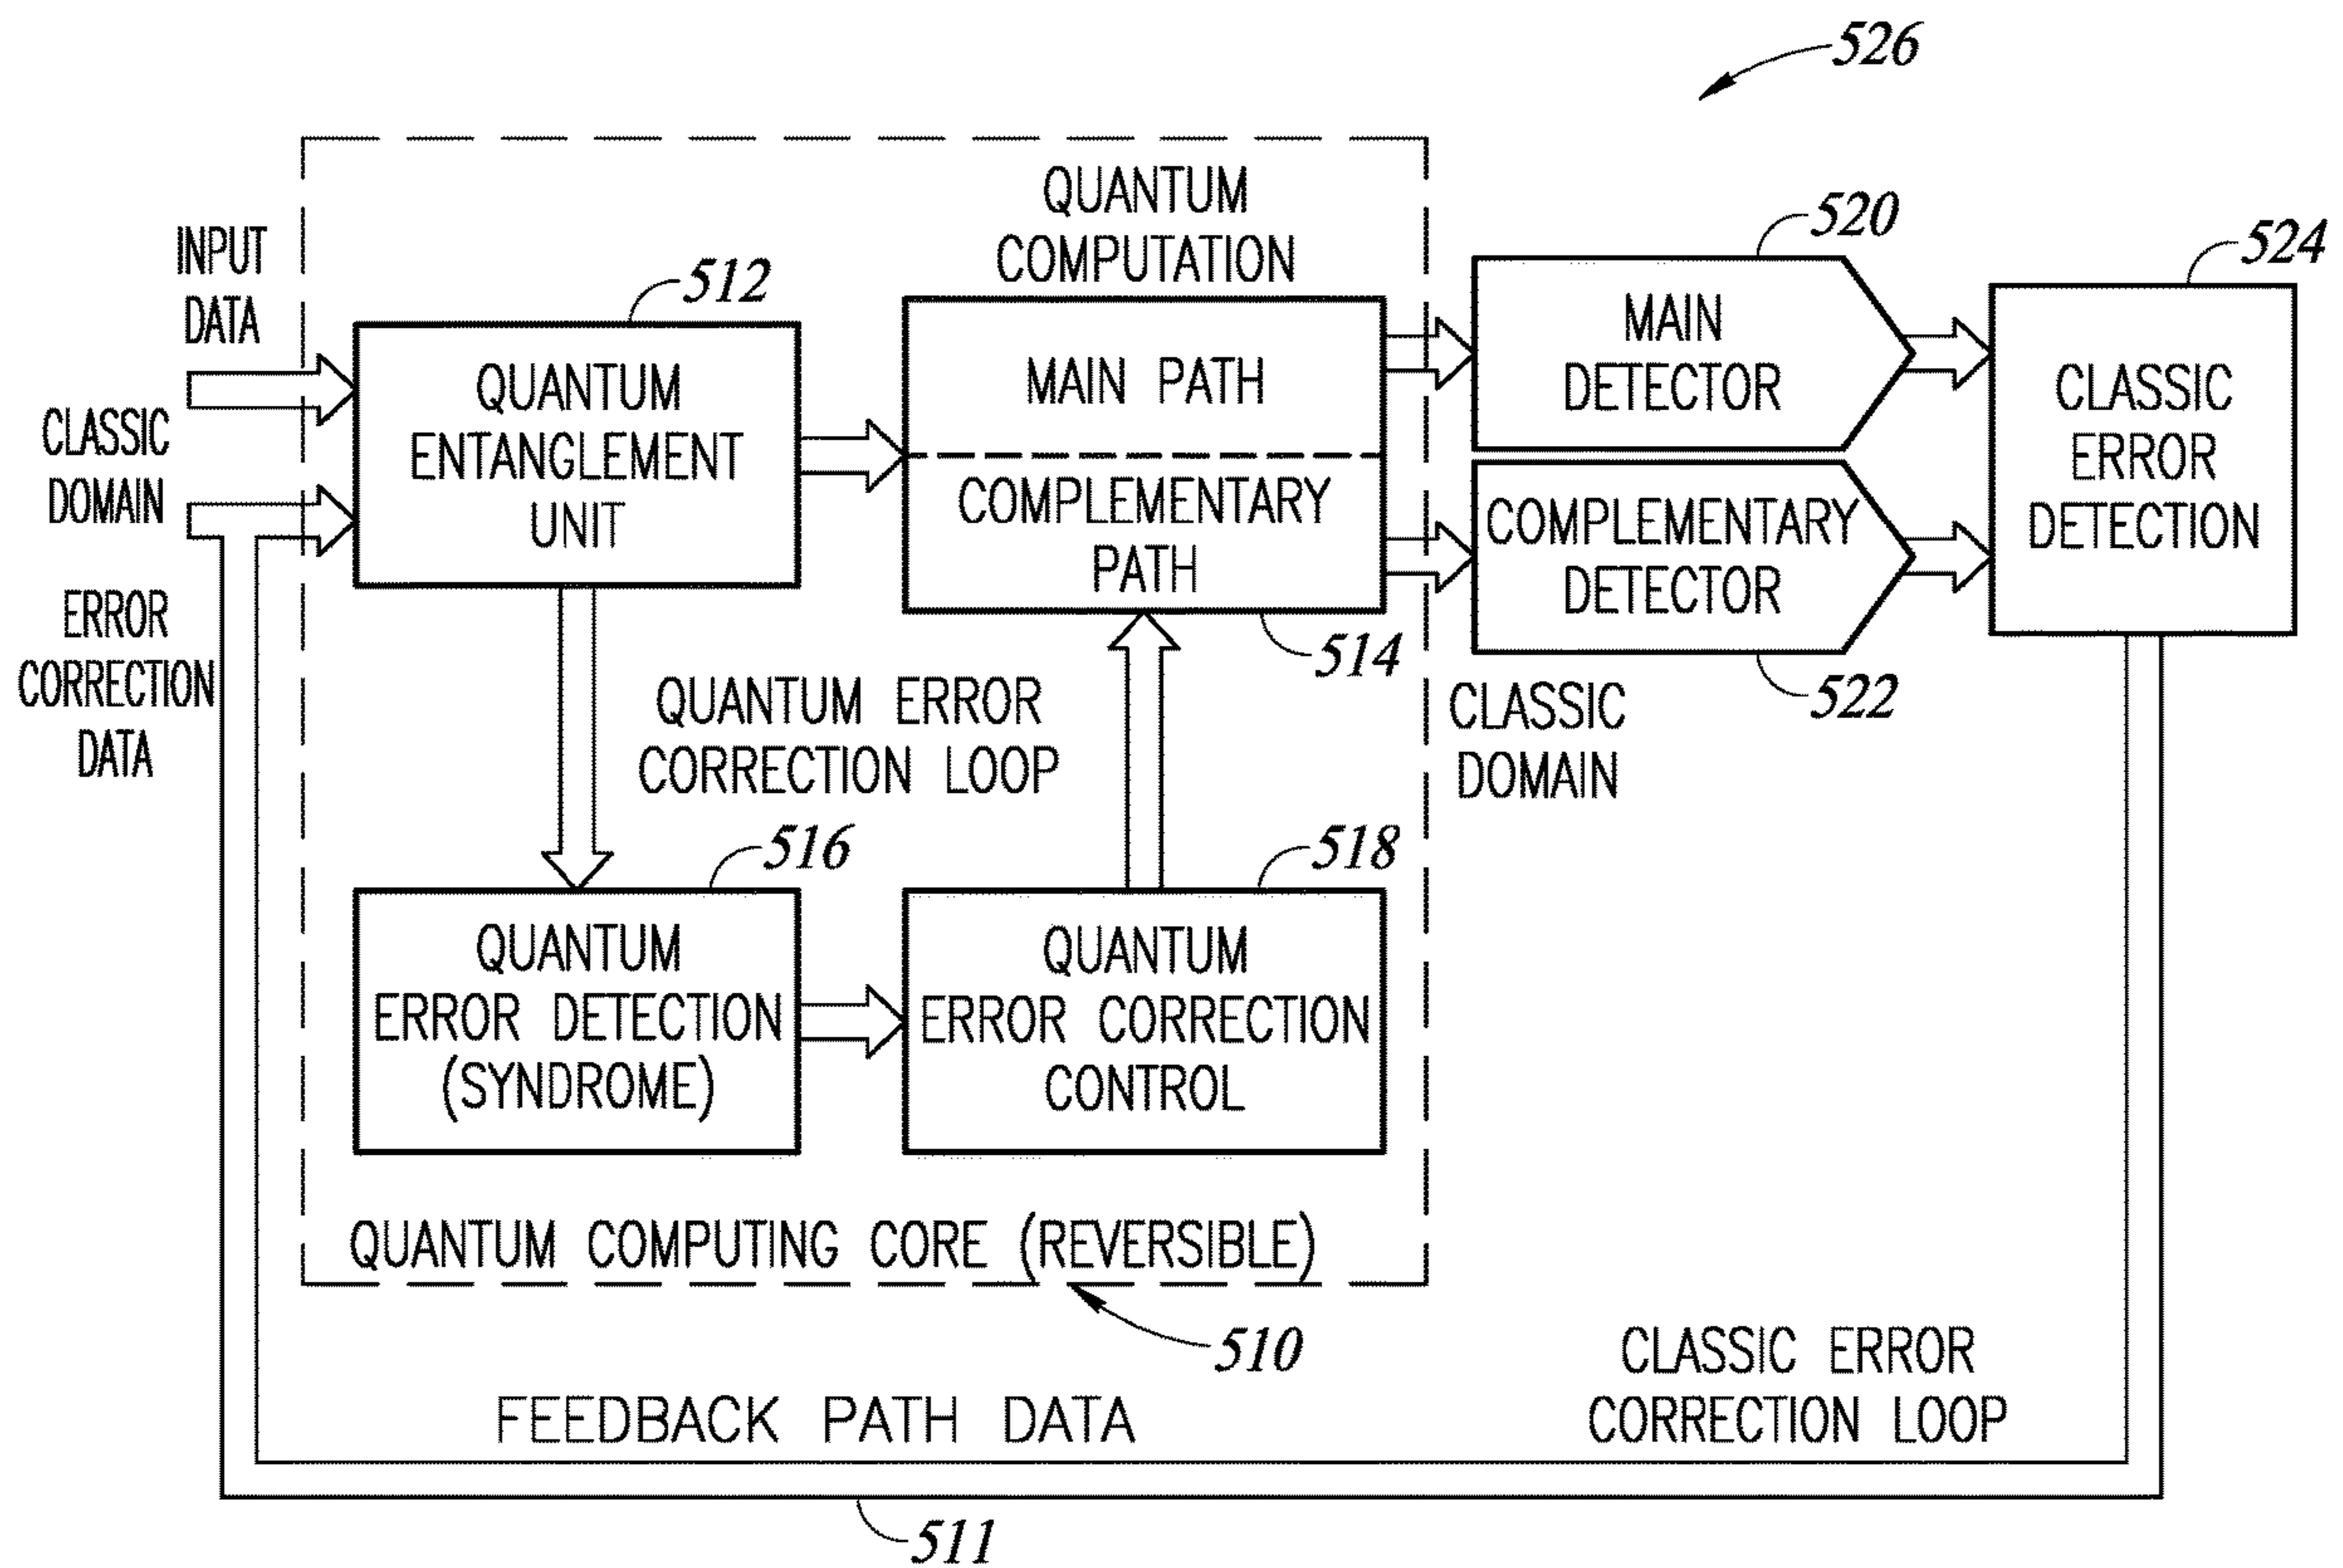 526
INPUT
DATA
CLASSIC
DOMAIN
ERROR
CORRECTION
DATA
512
QUANTUM
ENTANGLEMENT
UNIT
QUANTUM
COMPUTATION
MAIN PATH
COMPLEMENTARY
PATH
514
520
MAIN
DETECTOR
COMPLEMENTARY
DETECTOR
522
524
CLASSIC
ERROR
DETECTION
QUANTUM ERROR
CORRECTION LOOP
CLASSIC
DOMAIN
516
QUANTUM
ERROR DETECTION
(SYNDROME)
518
QUANTUM
ERROR CORRECTION
CONTROL
QUANTUM COMPUTING CORE (REVERSIBLE)
510
CLASSIC ERROR
CORRECTION LOOP
FEEDBACK PATH DATA
511